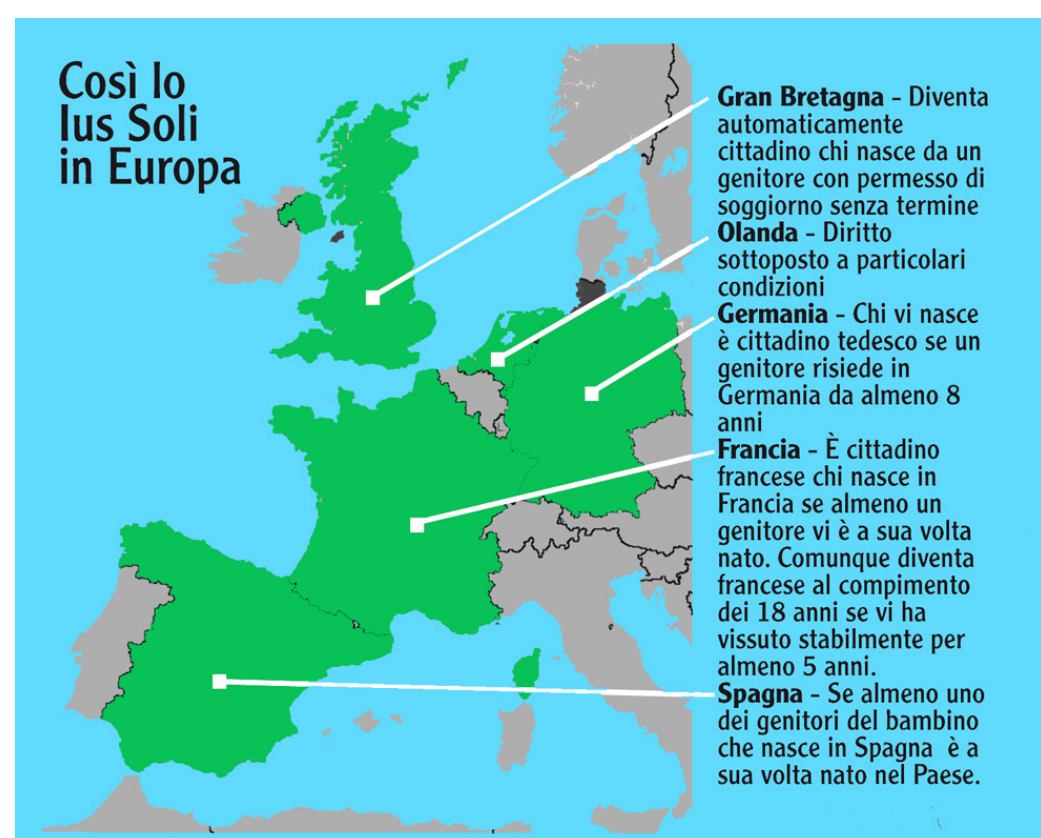 Così lo
Ius Soli
in Europa
Gran Bretagna - Diventa
automaticamente
cittadino chi nasce da un
genitore con permesso di
soggiorno senza termine
Olanda - Diritto
sottoposto a particolari
condizioni
Germania - Chi vi nasce
è cittadino tedesco se un
genitore risiede in
Germania da almeno 8
anni
Francia - È cittadino
francese chi nasce in
Francia se almeno un
genitore vi è a sua volta
nato. Comunque diventa
francese al compimento
dei 18 anni se vi ha
vissuto stabilmente per
almeno 5 anni.
Spagna - Se almeno uno
dei genitori del bambino
che nasce in Spagna è a
sua volta nato nel Paese.